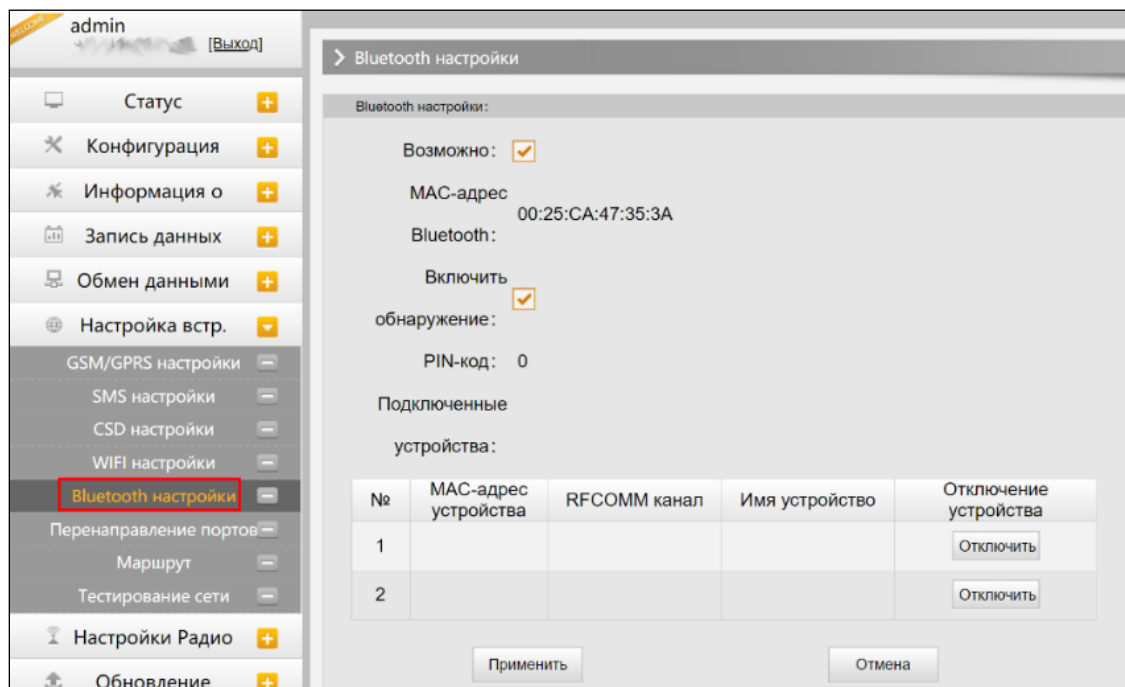 WELCOME
admin
[Выход]
Статус
Конфигурация
Информация о
Запись данных
Обмен данными
Настройка встр.
GSM/GPRS настройки
SMS настройки
CSD настройки
WIFI настройки
Bluetooth настройки
Перенаправление портов
Маршрут
Тестирование сети
Настройки Радио
Обновление
Bluetooth настройки
Bluetooth настройки:
Возможно:
MAC-адрес
Bluetooth:
00:25:CA:47:35:3A
Включить
обнаружение:
PIN-код: 0
Подключенные
устройства:
№ MAC-адрес устройства RFCOMM канал Имя устройство Отключение устройства
1 Отключить
2 Отключить
Применить Отмена